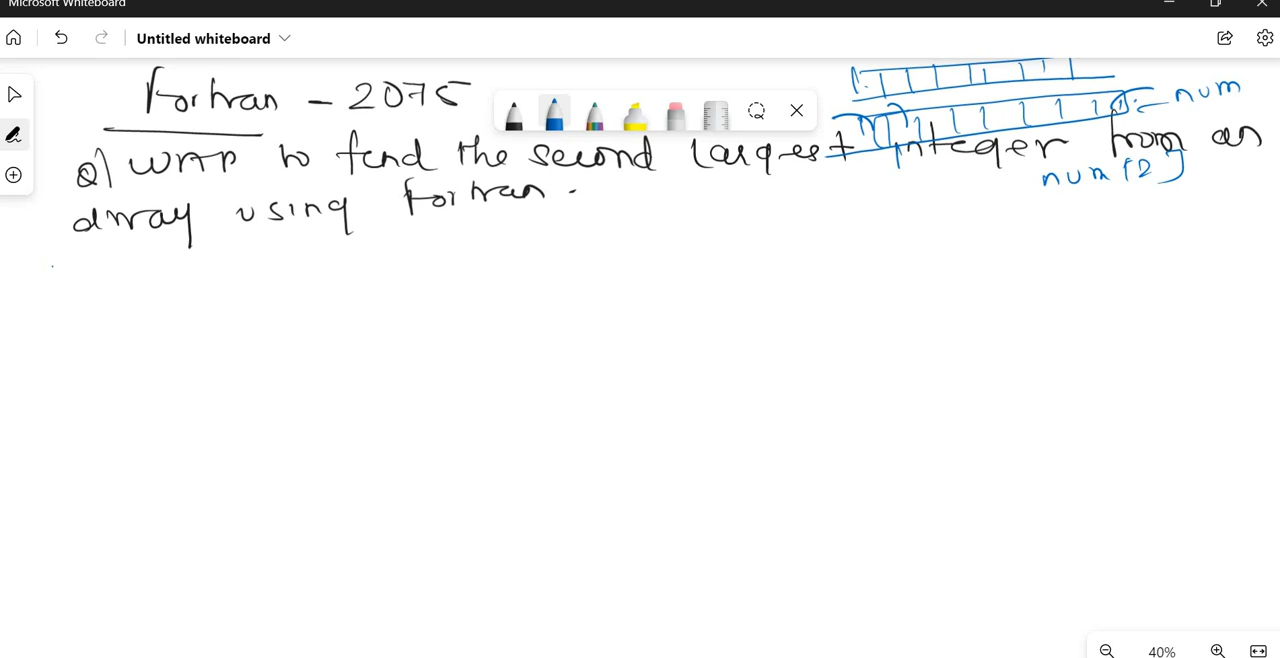 Microsoft Whiteboard
Untitled whiteboard
Fortran - 2075
num
Q) WAP to find the second largest integer from an
num[2]
array using Fortran.
40%